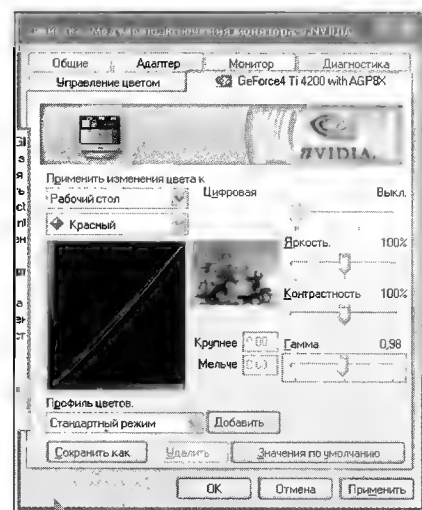 Общие Адаптер Монитор Диагностика
Управление цветом GeForce4 Ti 4200 with AGP8X
NVIDIA.
Применить изменения цвета к
Рабочий стол
Красный
Цифровая Выкл.
Яркость. 100%
Контрастность 100%
Крупнее
Мельче
Гамма 0,98
Профиль цветов.
Стандартный режим Добавить
Сохранить как Удалить Значения по умолчанию
OK Отмена Применить